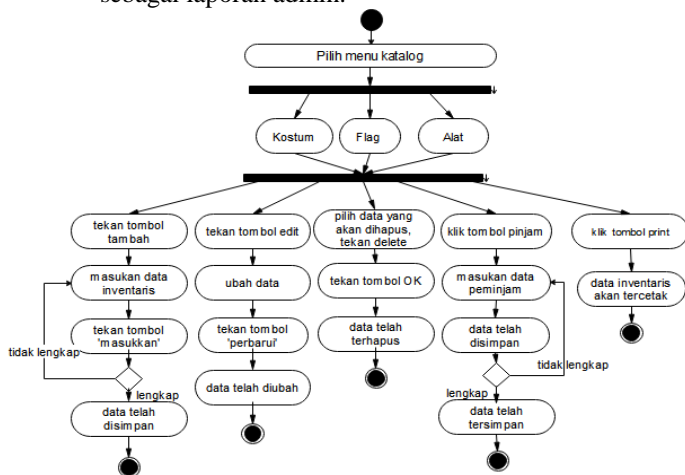 sebagai laporan admin.
Pilih menu katalog
Kostum
Flag
Alat
tekan tombol
tambah
tekan tombol edit
pilih data yang
akan dihapus,
tekan delete
klik tombol pinjam
klik tombol print
masukan data
inventaris
ubah data
tekan tombol OK
masukan data
peminjam
data inventaris
akan tercetak
tekan tombol
'masukkan'
tekan tombol
'perbarui'
data telah
terhapus
data telah
disimpan
tidak lengkap
tidak lengkap
lengkap
data telah diubah
lengkap
data telah
disimpan
data telah
tersimpan